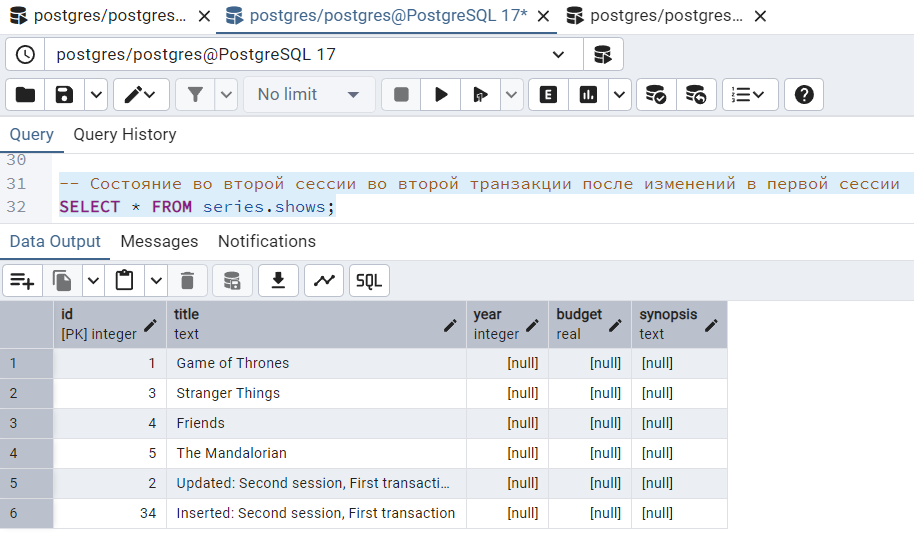 postgres/postgres... postgres/postgres@PostgreSQL 17* postgres/postgres...
postgres/postgres@PostgreSQL 17
No limit E
Query Query History
30
31 -- Состояние во второй сессии во второй транзакции после изменений в первой сессии
32 SELECT * FROM series.shows;
Data Output Messages Notifications
SQL
id title year budget synopsis
[PK] integer text integer real text
1 1 Game of Thrones [null] [null] [null]
2 3 Stranger Things [null] [null] [null]
3 4 Friends [null] [null] [null]
4 5 The Mandalorian [null] [null] [null]
5 2 Updated: Second session, First transacti... [null] [null] [null]
6 34 Inserted: Second session, First transaction [null] [null] [null]